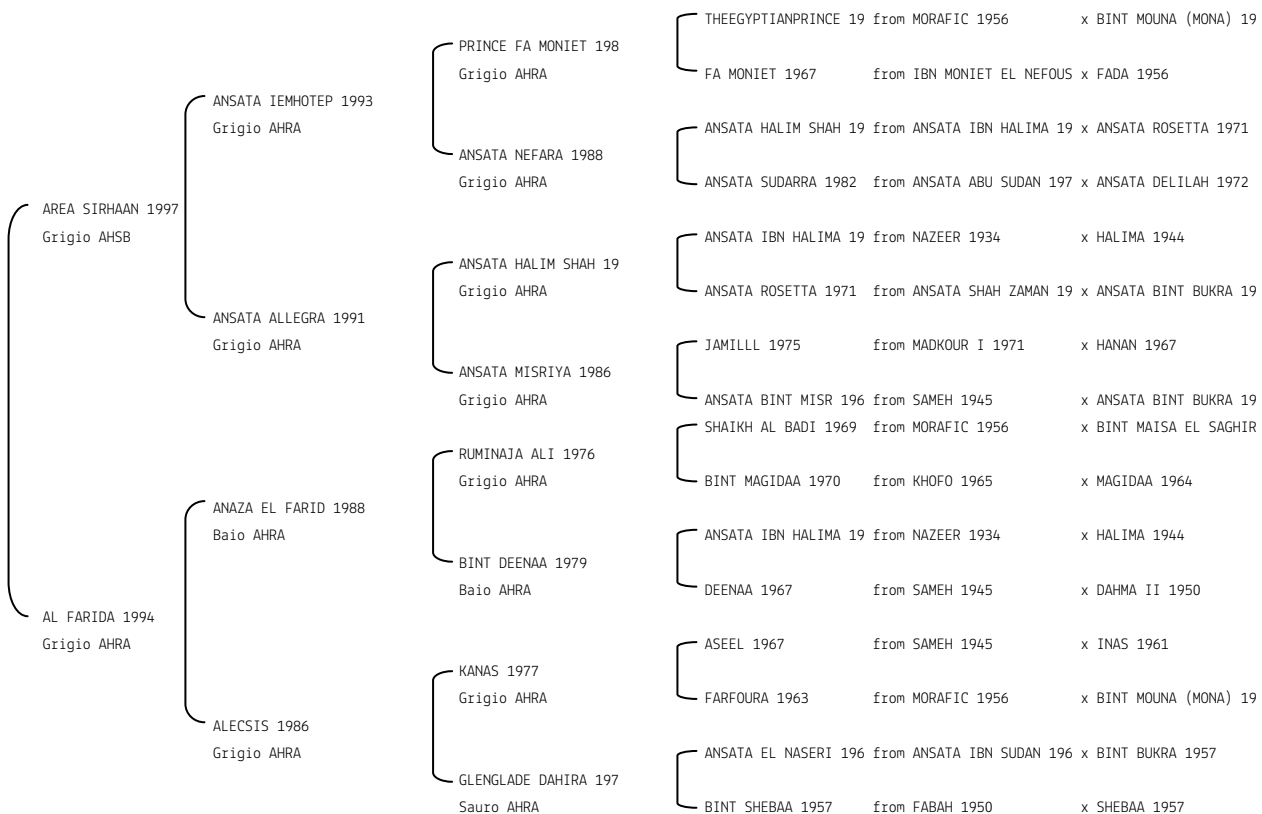 THEEGYPTIANPRINCE 19 from MORAFIC 1956 x BINT MOUNA (MONA) 19
PRINCE FA MONIET 198
Grigio AHRA FA MONIET 1967 from IBN MONIET EL NEFOUS x FADA 1956
ANSATA IEMHOTEP 1993
Grigio AHRA ANSATA HALIM SHAH 19 from ANSATA IBN HALIMA 19 x ANSATA ROSETTA 1971
ANSATA NEFARA 1988
Grigio AHRA ANSATA SUDARRA 1982 from ANSATA ABU SUDAN 197 x ANSATA DELILAH 1972
AREA SIRHAAN 1997
Grigio AHSB ANSATA IBN HALIMA 19 from NAZEER 1934 x HALIMA 1944
ANSATA HALIM SHAH 19
Grigio AHRA ANSATA ROSETTA 1971 from ANSATA SHAH ZAMAN 19 x ANSATA BINT BUKRA 19
ANSATA ALLEGRA 1991
Grigio AHRA JAMILLL 1975 from MADKOUR I 1971 x HANAN 1967
ANSATA MISRIYA 1986
Grigio AHRA ANSATA BINT MISR 196 from SAMEH 1945 x ANSATA BINT BUKRA 19
SHAIKH AL BADI 1969 from MORAFIC 1956 x BINT MAISA EL SAGHIR
RUMINAJA ALI 1976
Grigio AHRA BINT MAGIDAA 1970 from KHOFO 1965 x MAGIDAA 1964
ANAZA EL FARID 1988
Baio AHRA ANSATA IBN HALIMA 19 from NAZEER 1934 x HALIMA 1944
BINT DEENAA 1979
Baio AHRA DEENAA 1967 from SAMEH 1945 x DAHMA II 1950
AL FARIDA 1994
Grigio AHRA ASEEL 1967 from SAMEH 1945 x INAS 1961
KANAS 1977
Grigio AHRA FARFOURA 1963 from MORAFIC 1956 x BINT MOUNA (MONA) 19
ALECSIS 1986
Grigio AHRA ANSATA EL NASERI 196 from ANSATA IBN SUDAN 196 x BINT BUKRA 1957
GLENGLADE DAHIRA 197
Sauro AHRA BINT SHEBAA 1957 from FABAH 1950 x SHEBAA 1957